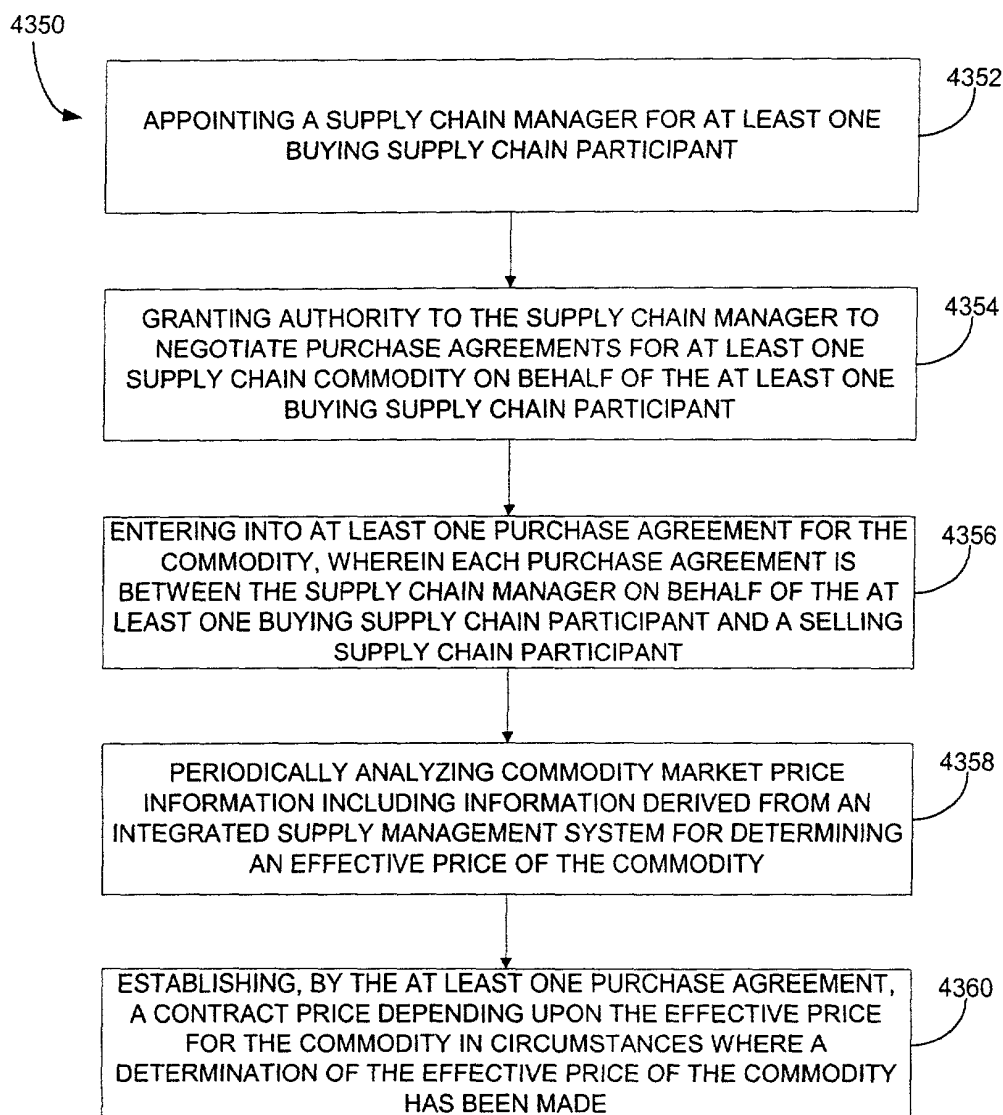 4350
4352
APPOINTING A SUPPLY CHAIN MANAGER FOR AT LEAST ONE
BUYING SUPPLY CHAIN PARTICIPANT
4354
GRANTING AUTHORITY TO THE SUPPLY CHAIN MANAGER TO
NEGOTIATE PURCHASE AGREEMENTS FOR AT LEAST ONE
SUPPLY CHAIN COMMODITY ON BEHALF OF THE AT LEAST ONE
BUYING SUPPLY CHAIN PARTICIPANT
4356
ENTERING INTO AT LEAST ONE PURCHASE AGREEMENT FOR THE
COMMODITY, WHEREIN EACH PURCHASE AGREEMENT IS
BETWEEN THE SUPPLY CHAIN MANAGER ON BEHALF OF THE AT
LEAST ONE BUYING SUPPLY CHAIN PARTICIPANT AND A SELLING
SUPPLY CHAIN PARTICIPANT
4358
PERIODICALLY ANALYZING COMMODITY MARKET PRICE
INFORMATION INCLUDING INFORMATION DERIVED FROM AN
INTEGRATED SUPPLY MANAGEMENT SYSTEM FOR DETERMINING
AN EFFECTIVE PRICE OF THE COMMODITY
4360
ESTABLISHING, BY THE AT LEAST ONE PURCHASE AGREEMENT,
A CONTRACT PRICE DEPENDING UPON THE EFFECTIVE PRICE
FOR THE COMMODITY IN CIRCUMSTANCES WHERE A
DETERMINATION OF THE EFFECTIVE PRICE OF THE COMMODITY
HAS BEEN MADE